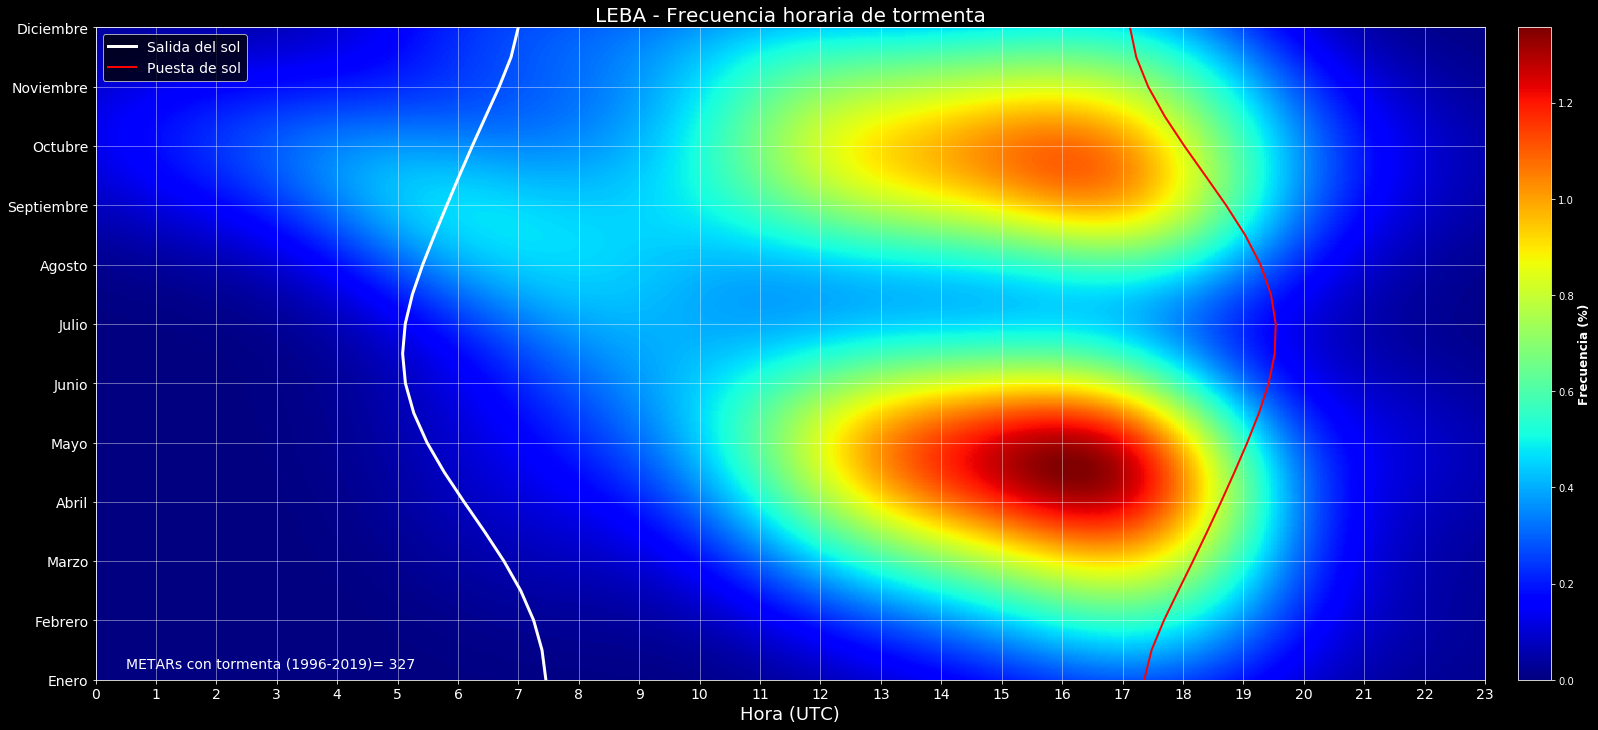 LEBA - Frecuencia horaria de tormenta
Salida del sol
Puesta de sol
Diciembre
Noviembre
Octubre
Septiembre
Agosto
Julio
Junio
Mayo
Abril
Marzo
Febrero
Enero
METARs con tormenta (1996-2019)= 327
0 1 2 3 4 5 6 7 8 9 10 11 12 13 14 15 16 17 18 19 20 21 22 23
Hora (UTC)
1.2
1.0
0.8
0.6
0.4
0.2
0.0
Frecuencia (%)